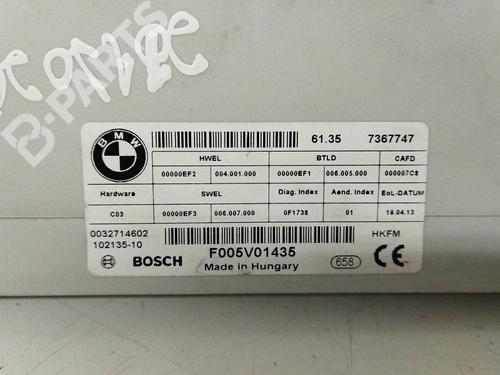 B-PARTS
BMW
61.35 7367747
HWEL BTLD CAFD
00000EF2 004.001.000 00000EF1 006.005.000 000007C8
Hardware SWEL Diag. Index Aend. Index EoL-DATUM
C03 00000EF3 006.007.000 0F1738 01 19.04.13
0032714602 HKFM
102135-10
F005V01435
BOSCH Made in Hungary 658 CE